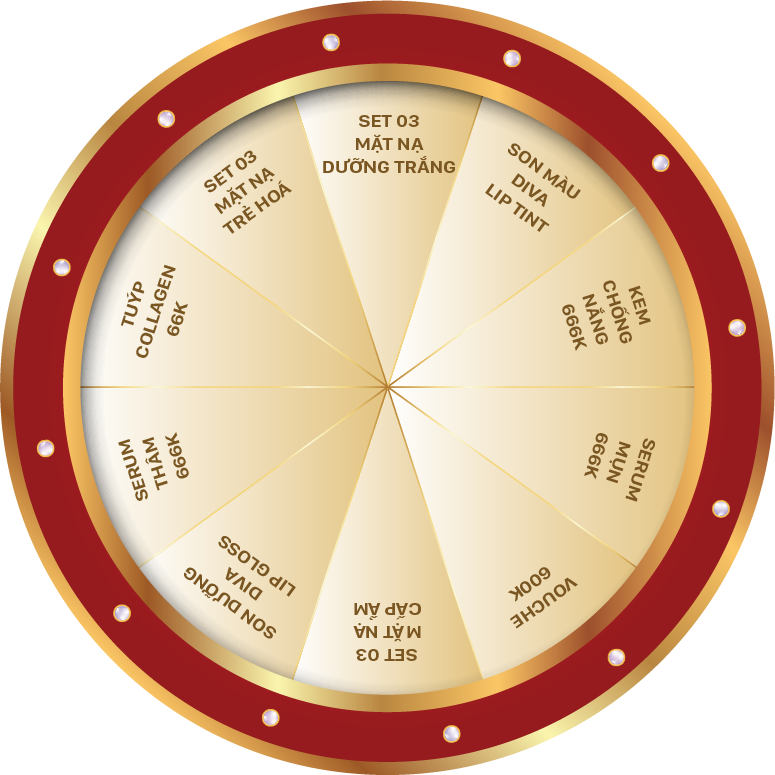 SET 03
MẶT NẠ
DƯỠNG TRẮNG
SON MÀU
DIVA
LIP TINT
KEM
CHỐNG
NẮNG
666K
SERUM
MỤN
666K
VOUCHE
600K
SET 03
MẶT NẠ
CẤP ẨM
SON DƯỠNG
DIVA
LIP GLOSS
SERUM
THÂM
666K
TUÝP
COLLAGEN
66K
SET 03
MẶT NẠ
TRẺ HOÁ